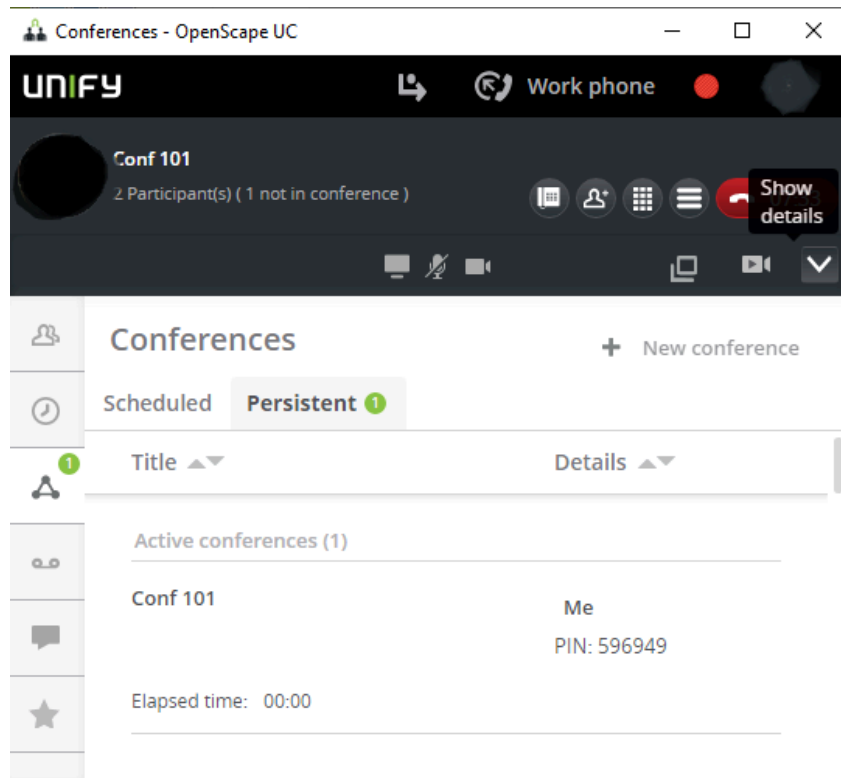 Conferences - OpenScape UC
UNIFY
Work phone
Conf 101
2 Participant(s) ( 1 not in conference )
Show
details
Conferences
+ New conference
Scheduled
Persistent 1
Title
Details
1
Active conferences (1)
Conf 101
Me
PIN: 596949
Elapsed time: 00:00